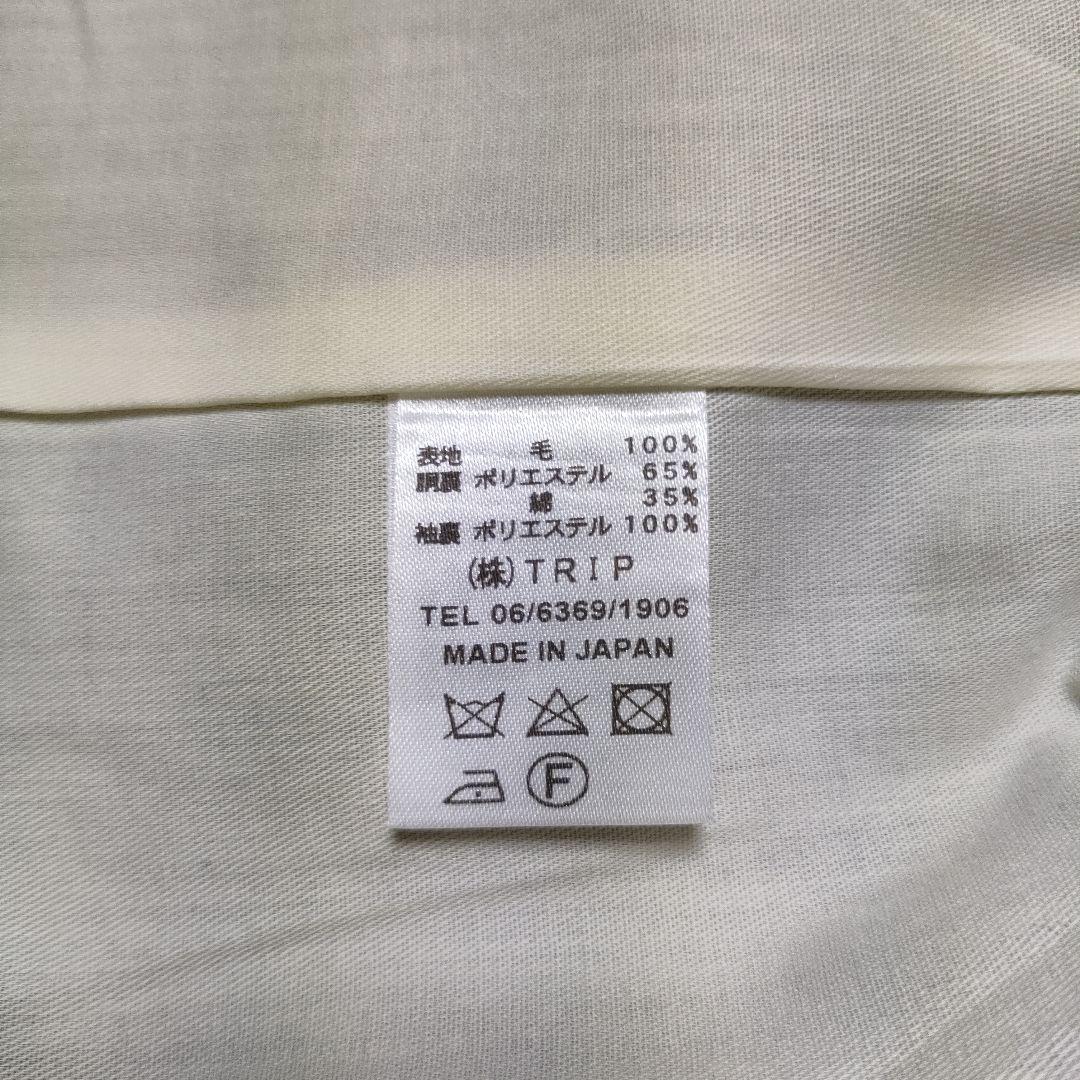 表地 毛 100%
胴裏 ポリエステル 65%
綿 35%
袖裏 ポリエステル 100%
(株)TRIP
TEL 06/6369/1906
MADE IN JAPAN
F